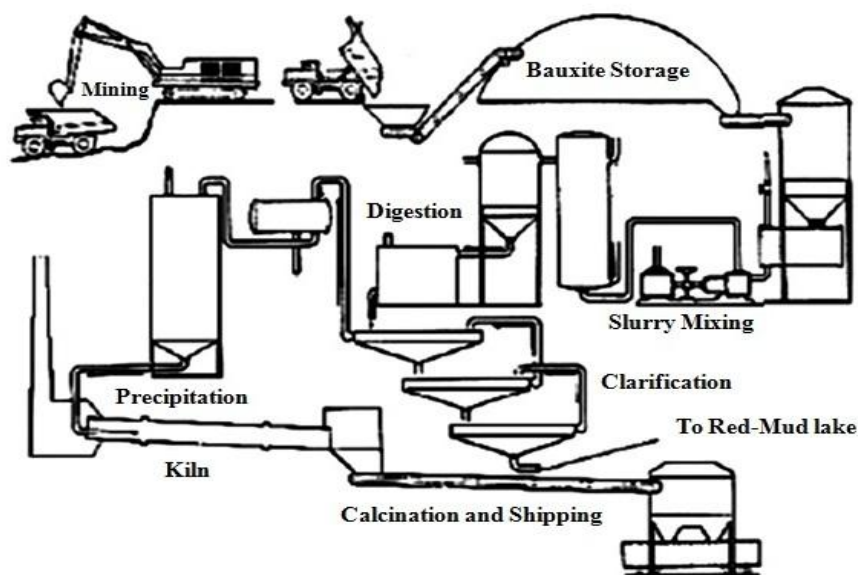 Mining
Bauxite Storage
Digestion
Slurry Mixing
Precipitation
Clarification
To Red-Mud lake
Kiln
Calcination and Shipping